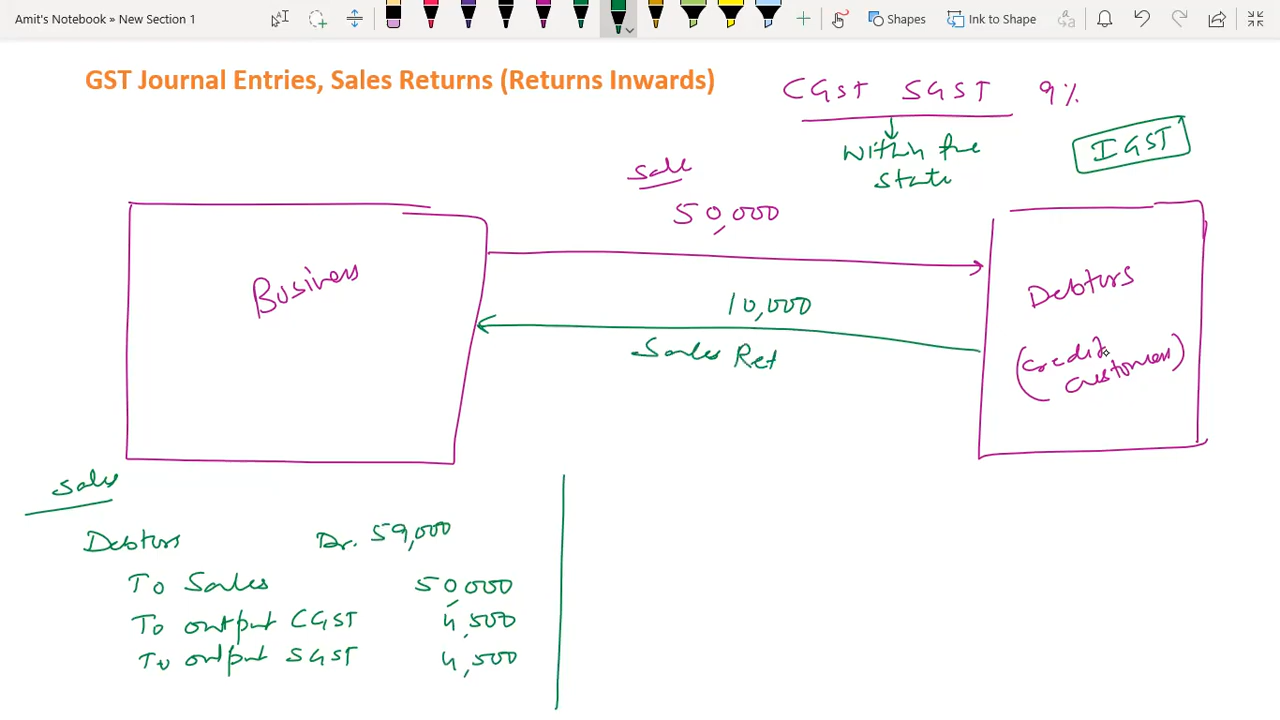 Amit's Notebook » New Section 1
Shapes
Ink to Shape
GST Journal Entries, Sales Returns (Returns Inwards)
CGST SGST 9%
Within the
state
IGST
Sale
50,000
Business
Debtors
(credit
customers)
10,000
Sales Ret
Sales
Debtors Dr. 59,000
To Sales 50,000
To output CGST 4,500
To output SGST 4,500